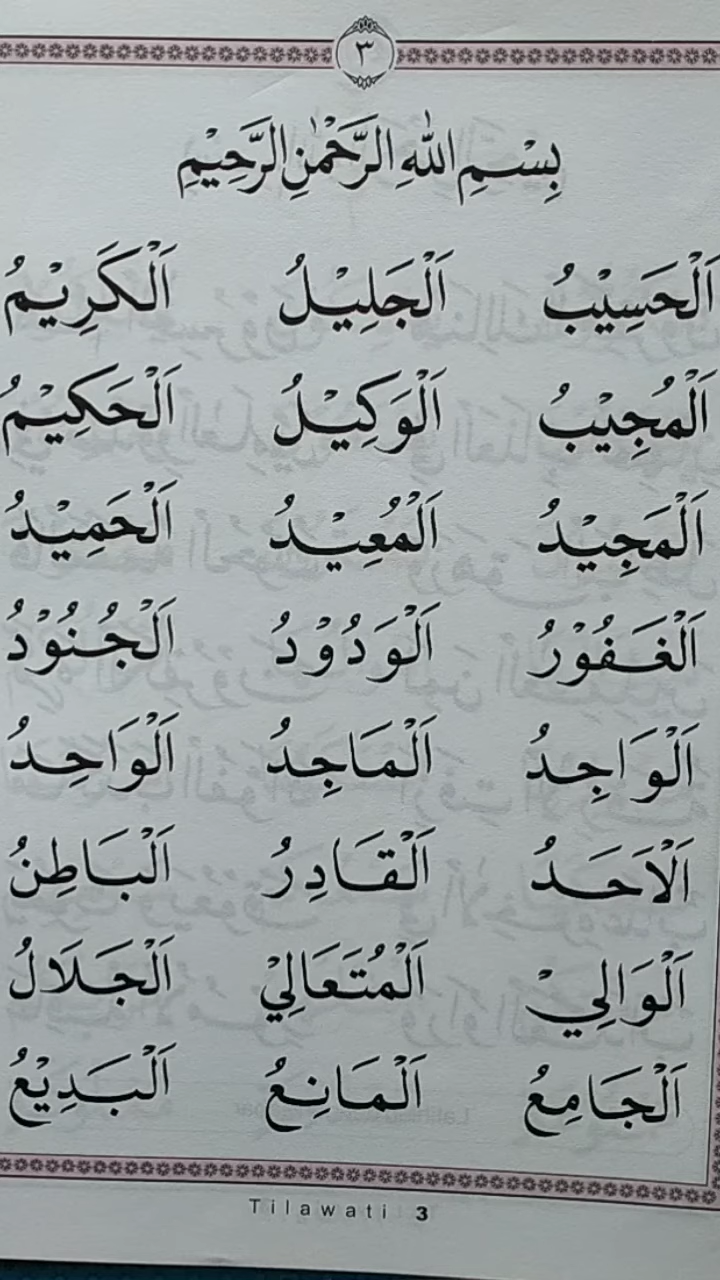 ٣
بِسْمِ اللّٰهِ الرَّحْمٰنِ الرَّحِيْمِ
اَلْحَسِيْبُ اَلْجَلِيْلُ اَلْكَرِيْمُ
اَلْمُجِيْبُ اَلْوَكِيْلُ اَلْحَكِيْمُ
اَلْمَجِيْدُ اَلْمُعِيْدُ اَلْحَمِيْدُ
اَلْغَفُوْرُ اَلْوَدُوْدُ اَلْجُنُوْدُ
اَلْوَاجِدُ اَلْمَاجِدُ اَلْوَاحِدُ
اَلْاَحَدُ اَلْقَادِرُ اَلْبَاطِنُ
اَلْوَالِيْ اَلْمُتَعَالِيْ اَلْجَلَالُ
اَلْجَامِعُ اَلْمَانِعُ اَلْبَدِيْعُ
Tilawati 3